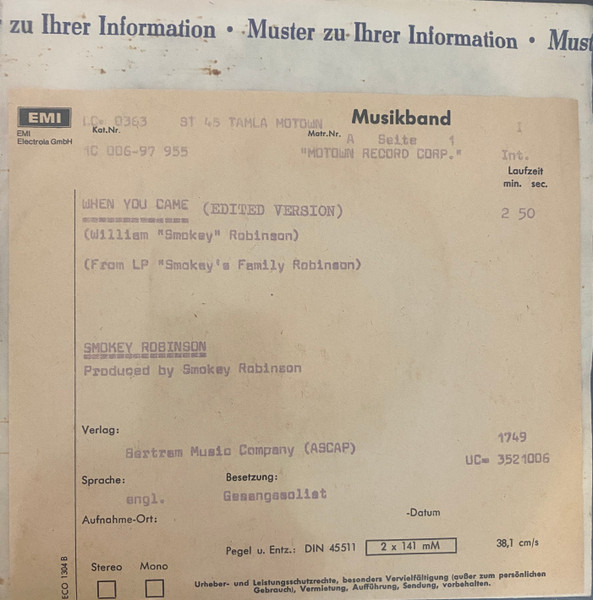 zu Ihrer Information • Muster zu Ihrer Information • Must
EMI
EMI
Electrola GmbH
LC= 0363 ST 45 TAMLA MOTOWN Musikband I
Kat.Nr. Matr.Nr. A Seite 1
1C 006-97 955 "MOTOWN RECORD CORP." Int.
Laufzeit
min. sec.
WHEN YOU CAME (EDITED VERSION) 2 50
(William "Smokey" Robinson)
(From LP "Smokey's Family Robinson)
SMOKEY ROBINSON
Produced by Smokey Robinson
Verlag: 1749
Bertram Music Company (ASCAP) UC= 3521006
Sprache: Besetzung:
engl. Gesangssolist
Aufnahme-Ort: -Datum
Pegel u. Entz.: DIN 45511 2 x 141 mM 38,1 cm/s
Stereo Mono
ECO 1304 B
Urheber- und Leistungsschutzrechte, besonders Vervielfältigung (außer zum persönlichen
Gebrauch), Vermietung, Aufführung, Sendung, vorbehalten.